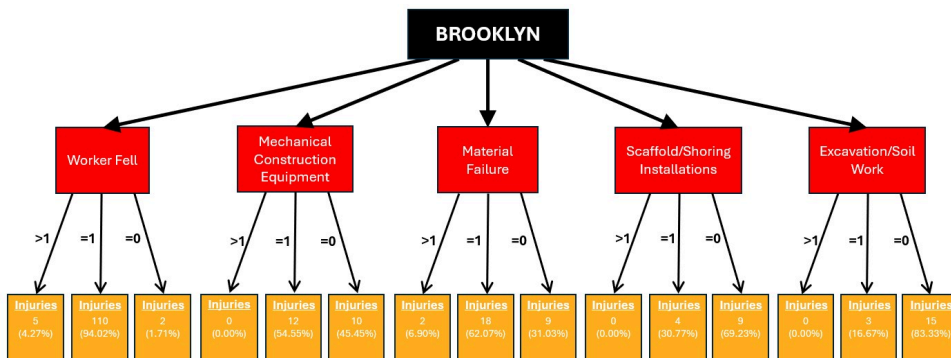 BROOKLYN
Worker Fell
Mechanical
Construction
Equipment
Material
Failure
Scaffold/Shoring
Installations
Excavation/Soil
Work
>1
=1
=0
>1
=1
=0
>1
=1
=0
>1
=1
=0
>1
=1
=0
Injuries
5
(4.27%)
Injuries
110
(94.02%)
Injuries
2
(1.71%)
Injuries
0
(0.00%)
Injuries
12
(54.55%)
Injuries
10
(45.45%)
Injuries
2
(6.90%)
Injuries
18
(62.07%)
Injuries
9
(31.03%)
Injuries
0
(0.00%)
Injuries
4
(30.77%)
Injuries
9
(69.23%)
Injuries
0
(0.00%)
Injuries
3
(16.67%)
Injuries
15
(83.33%)